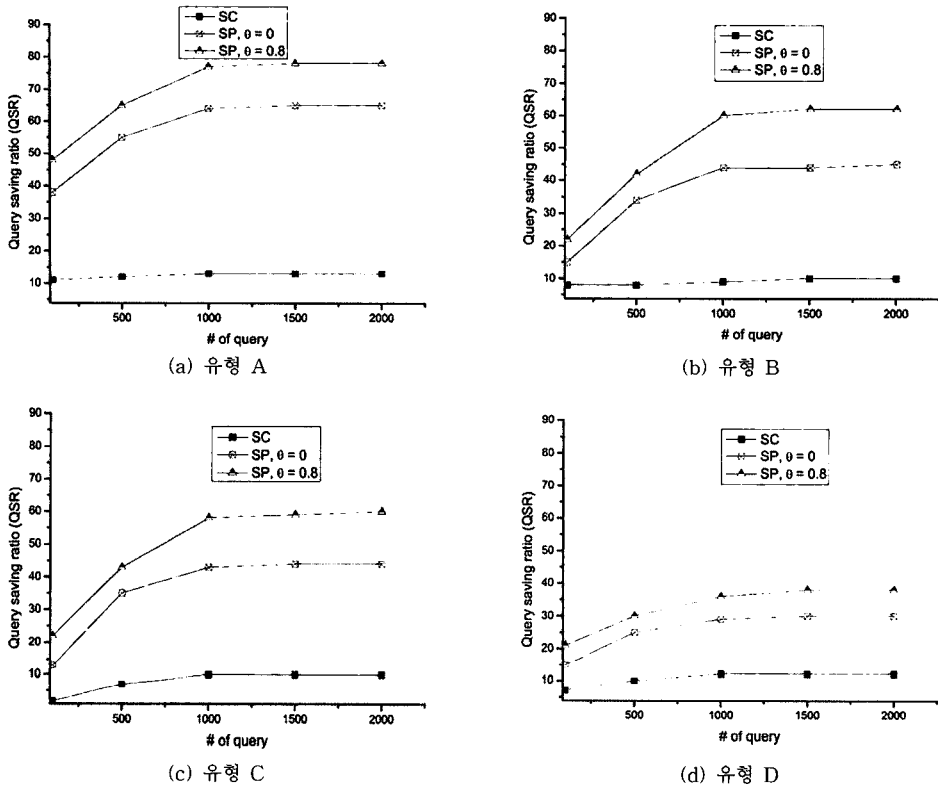 90
80
70
60
50
40
30
20
10
Query saving ratio (QSR)
SC
SP, θ = 0
SP, θ = 0.8
500 1000 1500 2000
# of query
(a) 유형 A
90
80
70
60
50
40
30
20
10
Query saving ratio (QSR)
SC
SP, θ = 0
SP, θ = 0.8
500 1000 1500 2000
# of query
(b) 유형 B
90
80
70
60
50
40
30
20
10
Query saving ratio (QSR)
SC
SP, θ = 0
SP, θ = 0.8
500 1000 1500 2000
# of query
(c) 유형 C
90
80
70
60
50
40
30
20
10
Query saving ratio (QSR)
SC
SP, θ = 0
SP, θ = 0.8
500 1000 1500 2000
# of query
(d) 유형 D